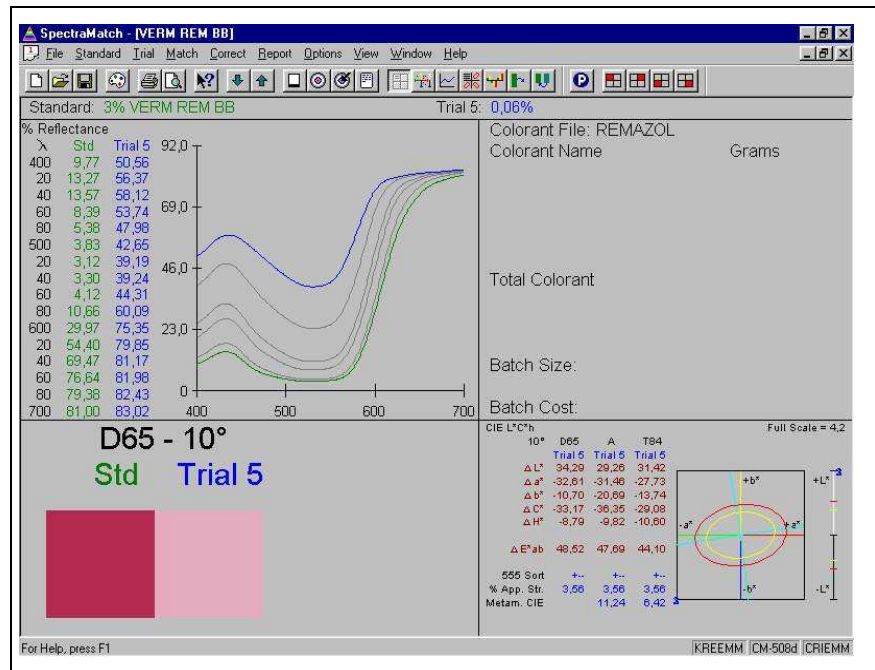 SpectraMatch - [VERM REM BB]
File Standard Trial Match Correct Report Options View Window Help
Standard: 3% VERM REM BB Trial 5: 0,06%
% Reflectance
λ Std Trial 5
400 9,77 50,56
20 13,27 56,37
40 13,57 58,12
60 8,39 53,74
80 5,38 47,98
500 3,83 42,65
20 3,12 39,19
40 3,30 39,24
60 4,12 44,31
80 10,66 60,09
600 29,97 75,35
20 54,40 79,85
40 69,47 81,17
60 76,64 81,98
80 79,38 82,43
700 81,00 83,02
92,0
69,0
46,0
23,0
0
400 500 600 700
Colorant File: REMAZOL
Colorant Name Grams
Total Colorant
Batch Size:
Batch Cost:
D65 - 10°
Std Trial 5
CIE L*C*h Full Scale = 4,2
10° D65 A T84
Trial 5 Trial 5 Trial 5
Δ L* 34,29 29,26 31,42
Δ a* -32,61 -31,46 -27,73
Δ b* -10,70 -20,69 -13,74
Δ C* -33,17 -36,35 -29,08
Δ H* -8,79 -9,82 -10,60
Δ E*ab 48,52 47,69 44,10
555 Sort +-- +-- +--
% App. Str. 3,56 3,56 3,56
Metam. CIE 11,24 6,42
+b* +L*
-a* +a*
-b* -L*
3
3
For Help, press F1 KREEMM CM-508d CRIEMM